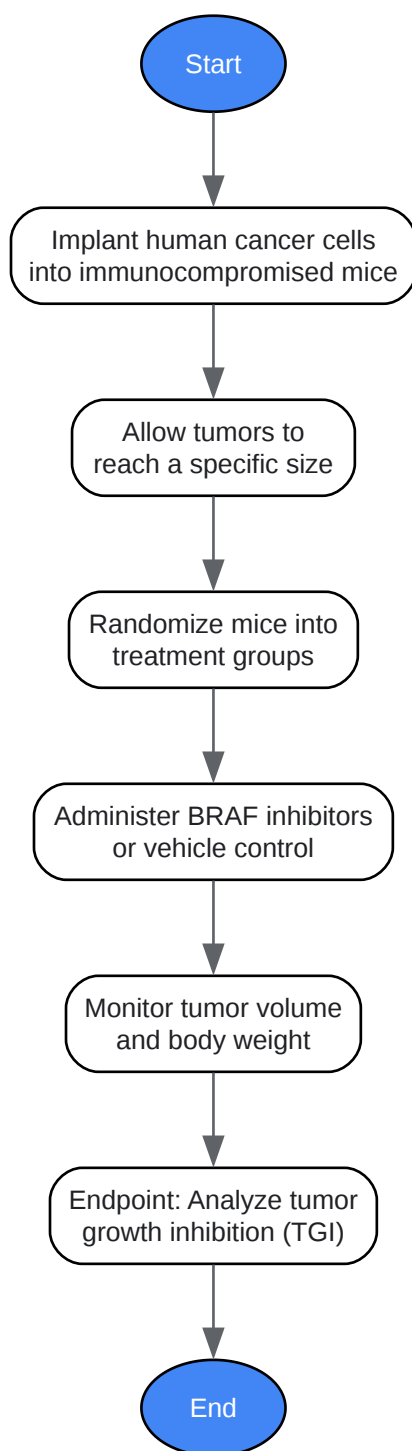 Start
Implant human cancer cells
into immunocompromised mice
Allow tumors to
reach a specific size
Randomize mice into
treatment groups
Administer BRAF inhibitors
or vehicle control
Monitor tumor volume
and body weight
Endpoint: Analyze tumor
growth inhibition (TGI)
End